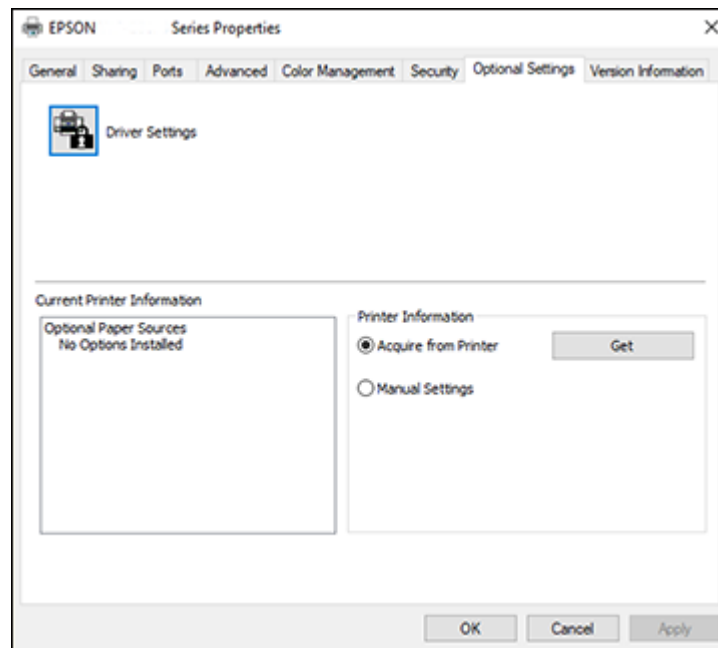 EPSON Series Properties
General Sharing Ports Advanced Color Management Security Optional Settings Version Information
Driver Settings
Current Printer Information
Optional Paper Sources
No Options Installed
Printer Information
Acquire from Printer Get
Manual Settings
OK Cancel Apply